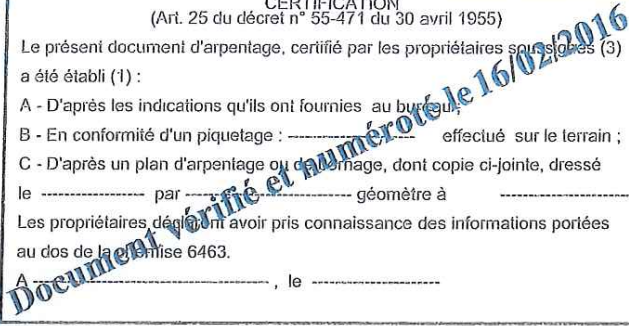 CERTIFICATION
(Art. 25 du décret n° 55-471 du 30 avril 1955)
Le présent document d'arpentage, certifié par les propriétaires soussignés (3)
a été établi (1) :
A - D'après les indications qu'ils ont fournies au bureau ;
B - En conformité d'un piquetage : ---------------------- effectué sur le terrain ;
C - D'après un plan d'arpentage ou de bornage, dont copie ci-jointe, dressé
le ------------------ par ----------------------------- géomètre à ----------------------
Les propriétaires déclarent avoir pris connaissance des informations portées
au dos de la chemise 6463.
A ---------------------------------------- , le ----------------------
Document vérifié et numéroté le 16/02/2016